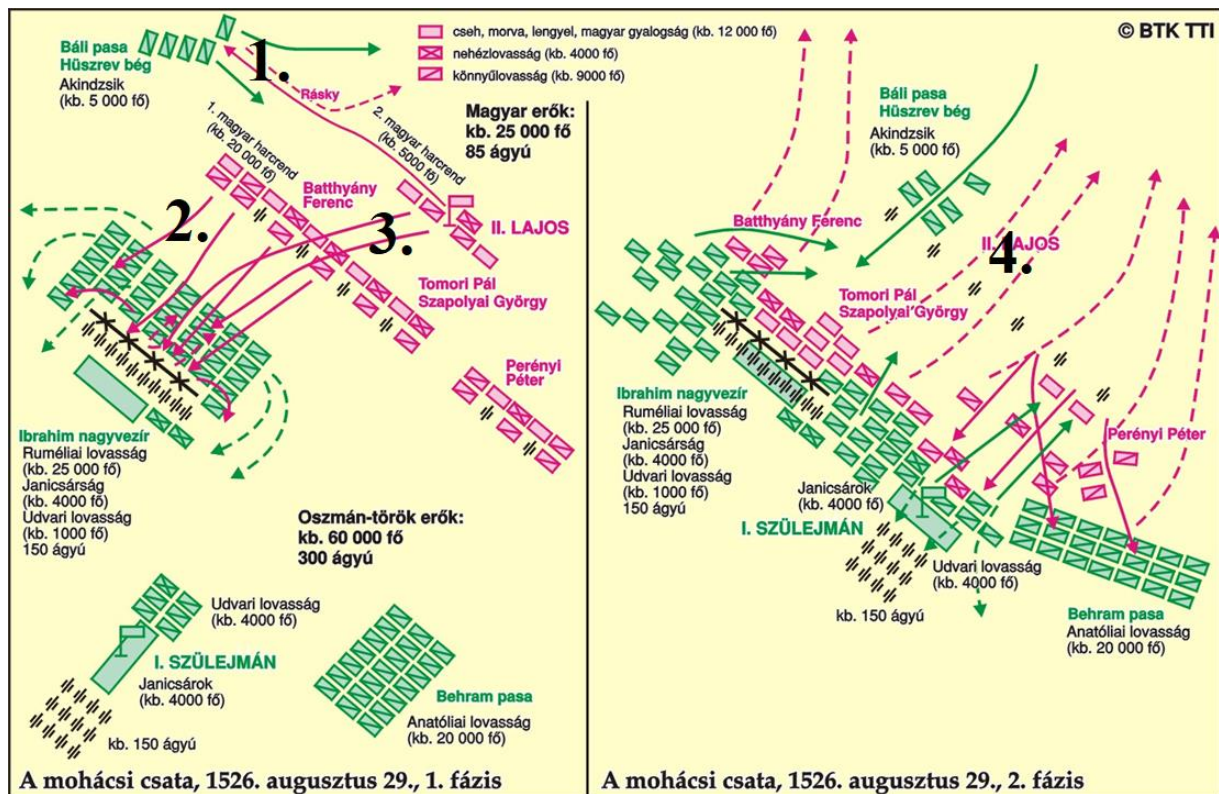 Báli pasa
Hüszrev bég
Akindzsik
(kb. 5 000 fő)
1.
Rásky
cseh, morva, lengyel, magyar gyalogság (kb. 12 000 fő)
nehézlovasság (kb. 4000 fő)
könnyűlovasság (kb. 9000 fő)
Magyar erők:
kb. 25 000 fő
85 ágyú
1. magyar harcrend
(kb. 20 000 fő)
2. magyar harcrend
(kb. 5000 fő)
Batthyány
Ferenc
2.
3.
II. LAJOS
Tomori Pál
Szapolyai György
Perényi
Péter
Ibrahim nagyvezír
Ruméliai lovasság
(kb. 25 000 fő)
Janicsárság
(kb. 4000 fő)
Udvari lovasság
(kb. 1000 fő)
150 ágyú
Oszmán-török erők:
kb. 60 000 fő
300 ágyú
Udvari lovasság
(kb. 4000 fő)
I. SZÜLEJMÁN
Janicsárok
(kb. 4000 fő)
kb. 150 ágyú
Behram pasa
Anatóliai lovasság
(kb. 20 000 fő)
A mohácsi csata, 1526. augusztus 29., 1. fázis
© BTK TTI
Báli pasa
Hüszrev bég
Akindzsik
(kb. 5 000 fő)
Batthyány Ferenc
II. LAJOS
4.
Tomori Pál
Szapolyai György
Perényi Péter
Ibrahim nagyvezír
Ruméliai lovasság
(kb. 25 000 fő)
Janicsárság
(kb. 4000 fő)
Udvari lovasság
(kb. 1000 fő)
150 ágyú
Janicsárok
(kb. 4000 fő)
I. SZÜLEJMÁN
Udvari lovasság
(kb. 4000 fő)
kb. 150 ágyú
Behram pasa
Anatóliai lovasság
(kb. 20 000 fő)
A mohácsi csata, 1526. augusztus 29., 2. fázis